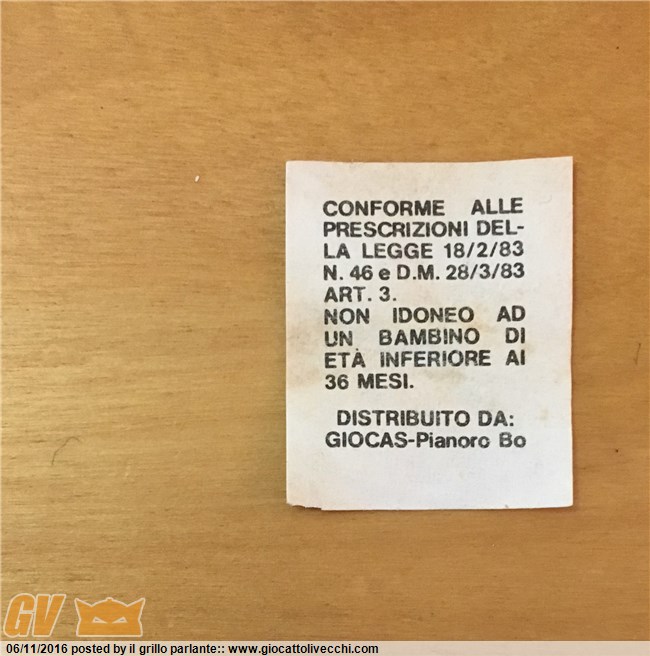 CONFORME ALLE
PRESCRIZIONI DEL-
LA LEGGE 18/2/83
N. 46 e D.M. 28/3/83
ART. 3.
NON IDONEO AD
UN BAMBINO DI
ETÀ INFERIORE AI
36 MESI.
DISTRIBUITO DA:
GIOCAS-Pianoro Bo
GV
06/11/2016 posted by il grillo parlante:: www.giocattolivecchi.com